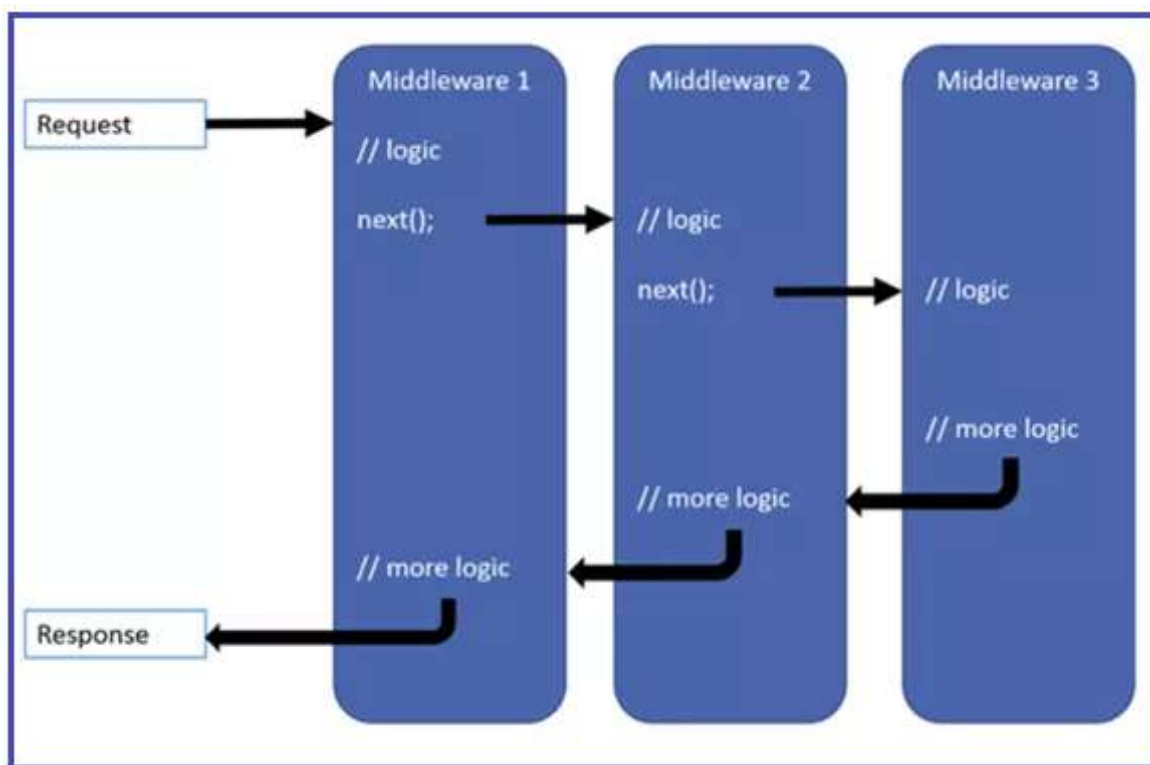 Middleware 1
Middleware 2
Middleware 3
Request
// logic
next();
// logic
next();
// logic
// more logic
// more logic
// more logic
Response